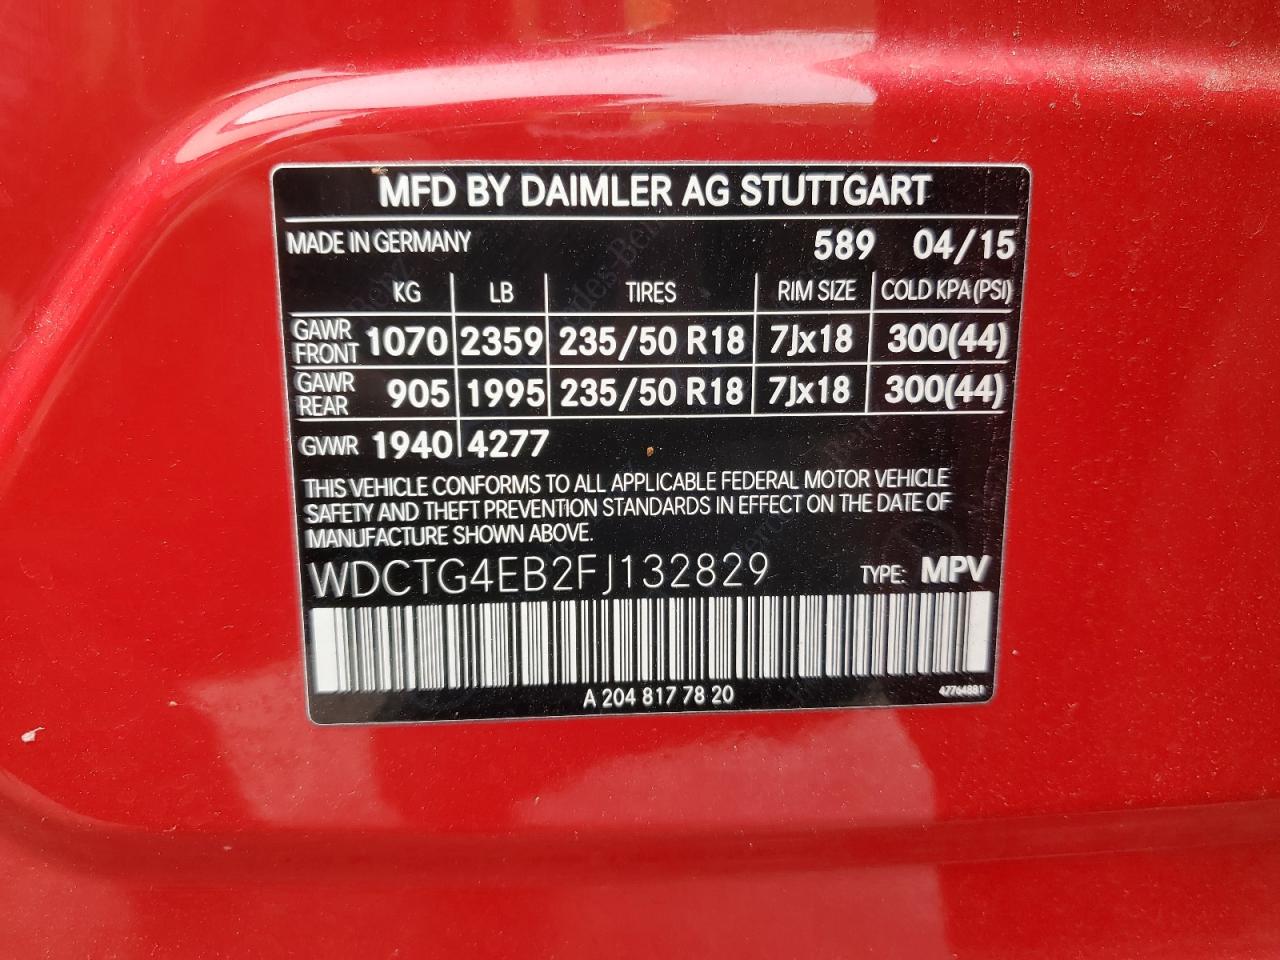 MFD BY DAIMLER AG STUTTGART
MADE IN GERMANY 589 04/15
KG LB TIRES RIM SIZE COLD KPA (PSI)
GAWR FRONT 1070 2359 235/50 R18 7Jx18 300(44)
GAWR REAR 905 1995 235/50 R18 7Jx18 300(44)
GVWR 1940 4277
THIS VEHICLE CONFORMS TO ALL APPLICABLE FEDERAL MOTOR VEHICLE
SAFETY AND THEFT PREVENTION STANDARDS IN EFFECT ON THE DATE OF
MANUFACTURE SHOWN ABOVE.
WDCTG4EB2FJ132829 TYPE: MPV
A 204 817 78 20 47764881